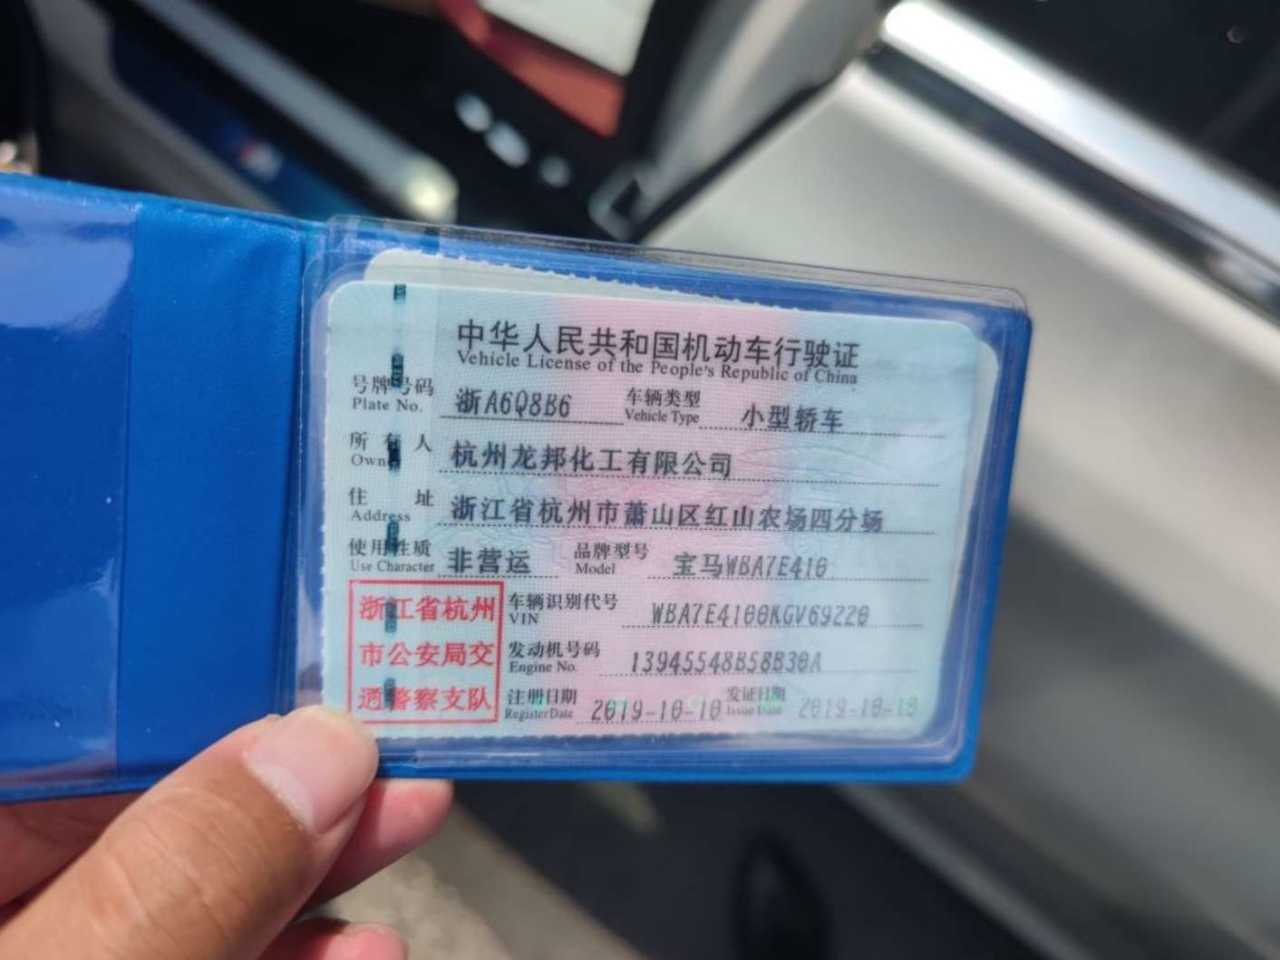 中华人民共和国机动车行驶证
Vehicle License of the People's Republic of China
号牌号码 浙A6Q8B6 车辆类型 小型轿车
Plate No. Vehicle Type
所有人 杭州龙邦化工有限公司
Owner
住址 浙江省杭州市萧山区红山农场四分场
Address
使用性质 非营运 品牌型号 宝马WBA7E410
Use Character Model
浙江省杭州
市公安局交
通警察支队
车辆识别代号 WBA7E4100KGV69220
VIN
发动机号码 13945548B58B30A
Engine No.
注册日期 2019-10-10 发证日期 2019-10-10
Register Date Issue Date